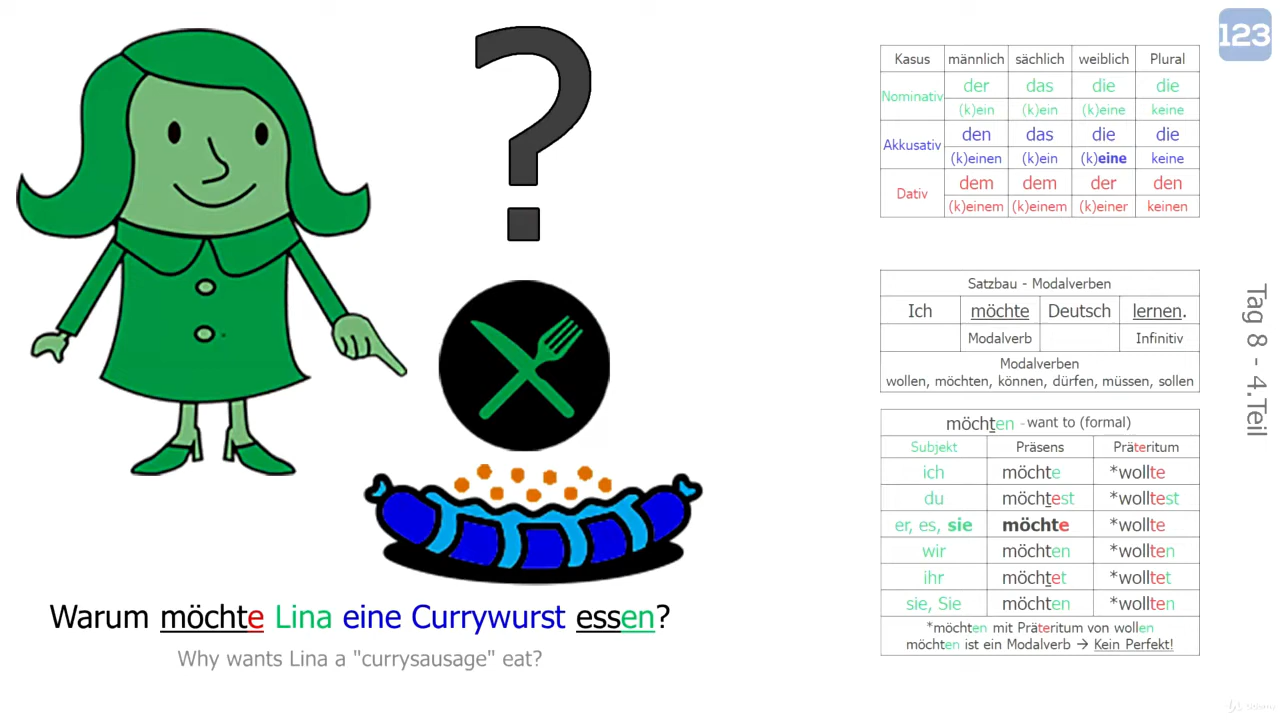 123
Kasus männlich sächlich weiblich Plural
Nominativ der das die die
(k)ein (k)ein (k)eine keine
Akkusativ den das die die
(k)einen (k)ein (k)eine keine
Dativ dem dem der den
(k)einem (k)einem (k)einer keinen
Satzbau - Modalverben
Ich möchte Deutsch lernen.
Modalverb Infinitiv
Modalverben
wollen, möchten, können, dürfen, müssen, sollen
möchten - want to (formal)
Subjekt Präsens Präteritum
ich möchte *wollte
du möchtest *wolltest
er, es, sie möchte *wollte
wir möchten *wollten
ihr möchtet *wolltet
sie, Sie möchten *wollten
*möchten mit Präteritum von wollen
möchten ist ein Modalverb → Kein Perfekt!
Tag 8 - 4.Teil
Warum möchte Lina eine Currywurst essen?
Why wants Lina a "currysausage" eat?